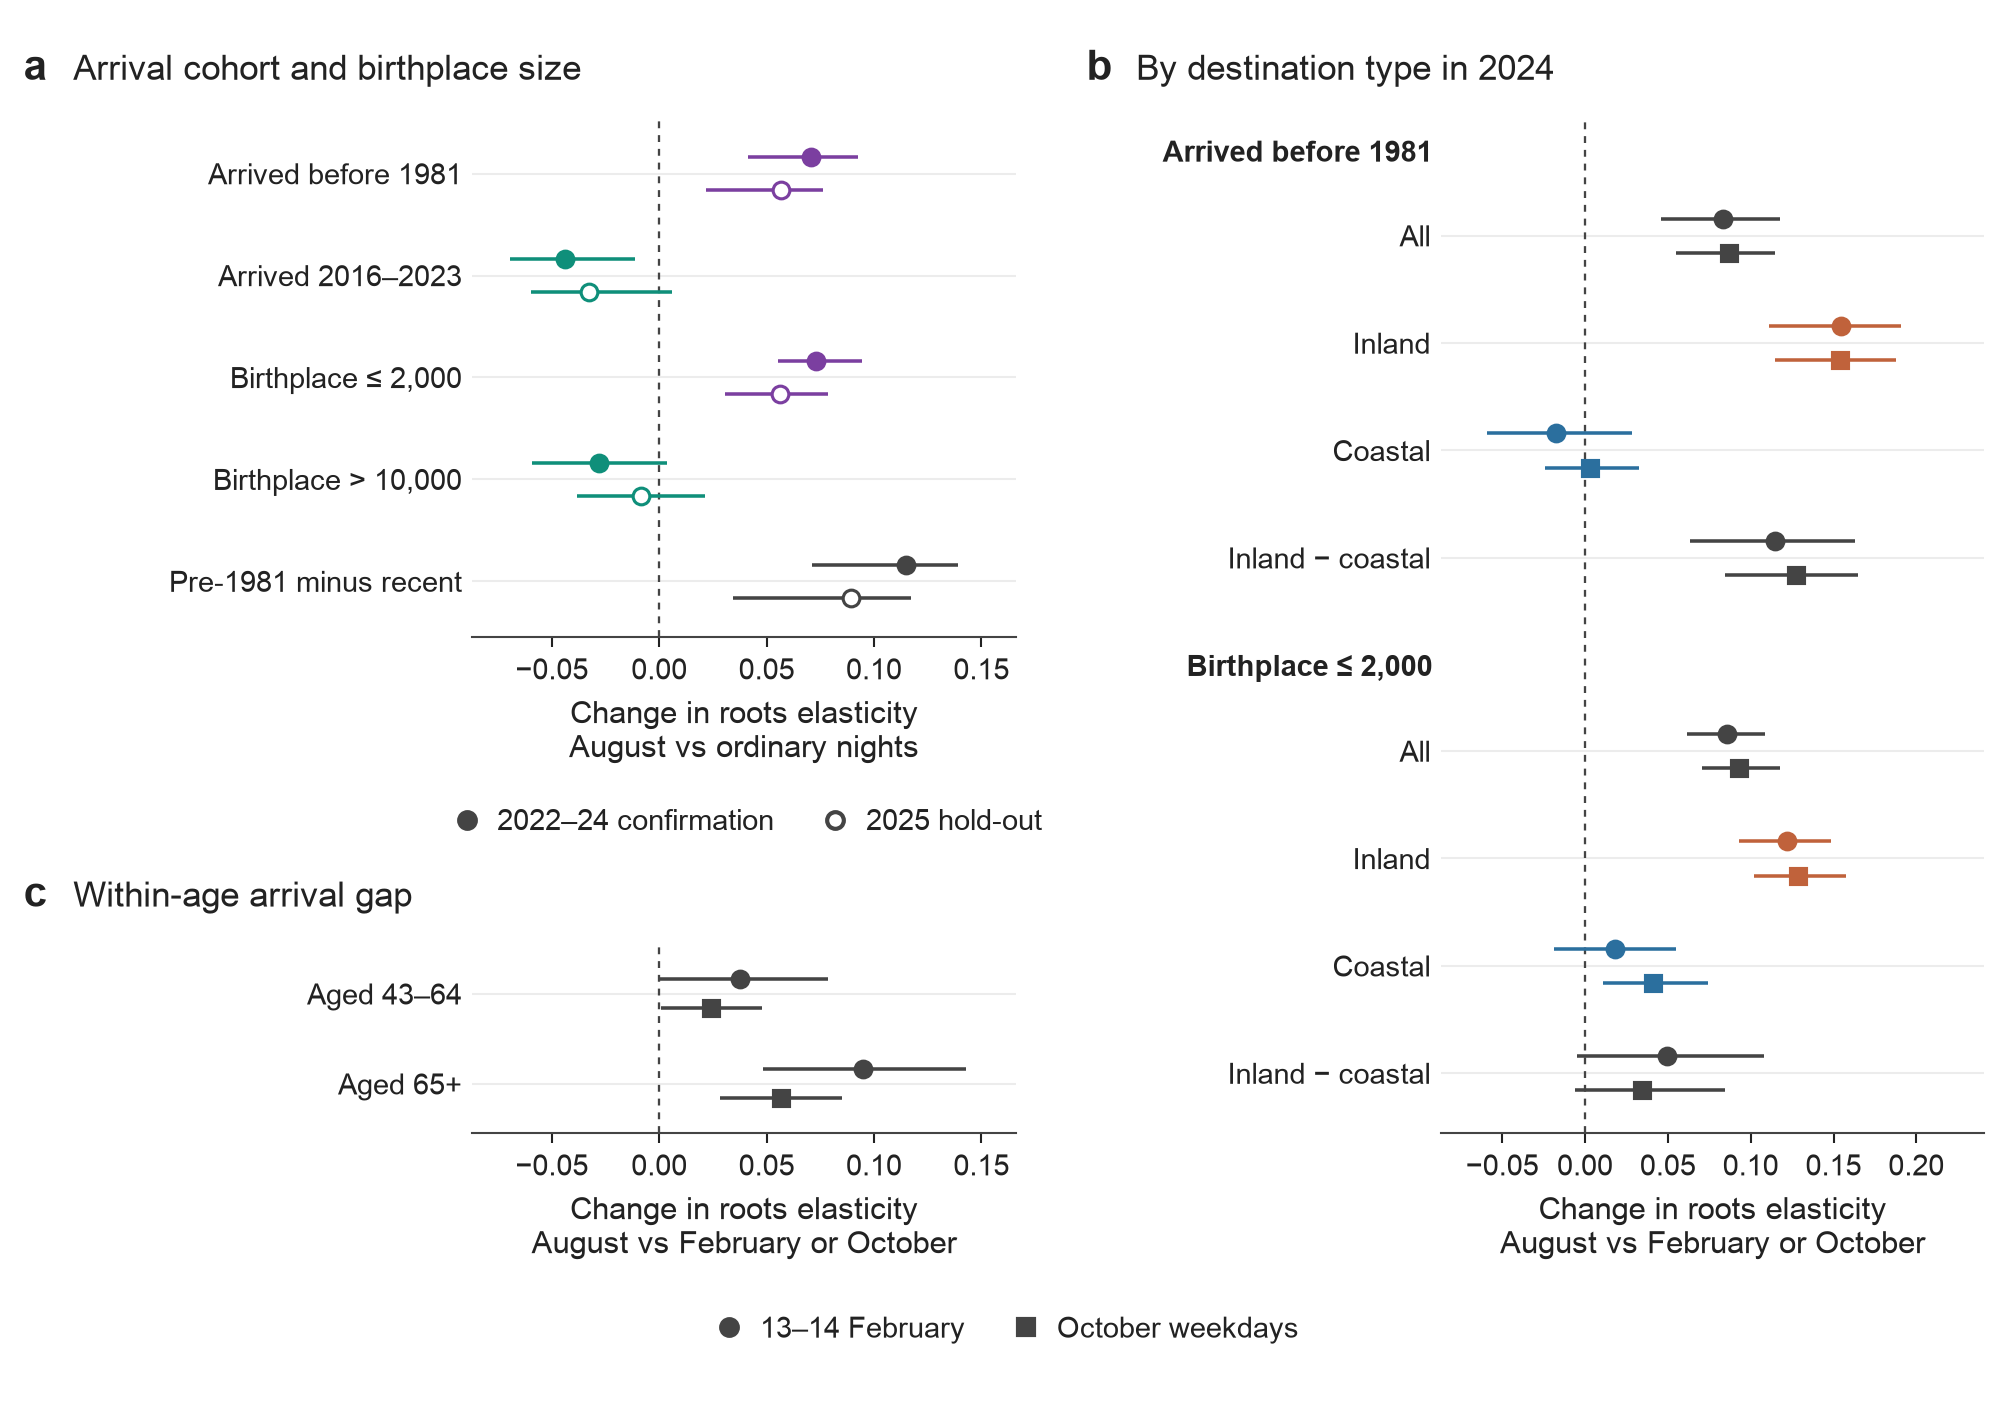 a Arrival cohort and birthplace size
Arrived before 1981
Arrived 2016–2023
Birthplace ≤ 2,000
Birthplace > 10,000
Pre-1981 minus recent
−0.05 0.00 0.05 0.10 0.15
Change in roots elasticity
August vs ordinary nights
2022–24 confirmation 2025 hold-out
b By destination type in 2024
Arrived before 1981
All
Inland
Coastal
Inland − coastal
Birthplace ≤ 2,000
All
Inland
Coastal
Inland − coastal
−0.05 0.00 0.05 0.10 0.15 0.20
Change in roots elasticity
August vs February or October
c Within-age arrival gap
Aged 43–64
Aged 65+
−0.05 0.00 0.05 0.10 0.15
Change in roots elasticity
August vs February or October
13–14 February October weekdays